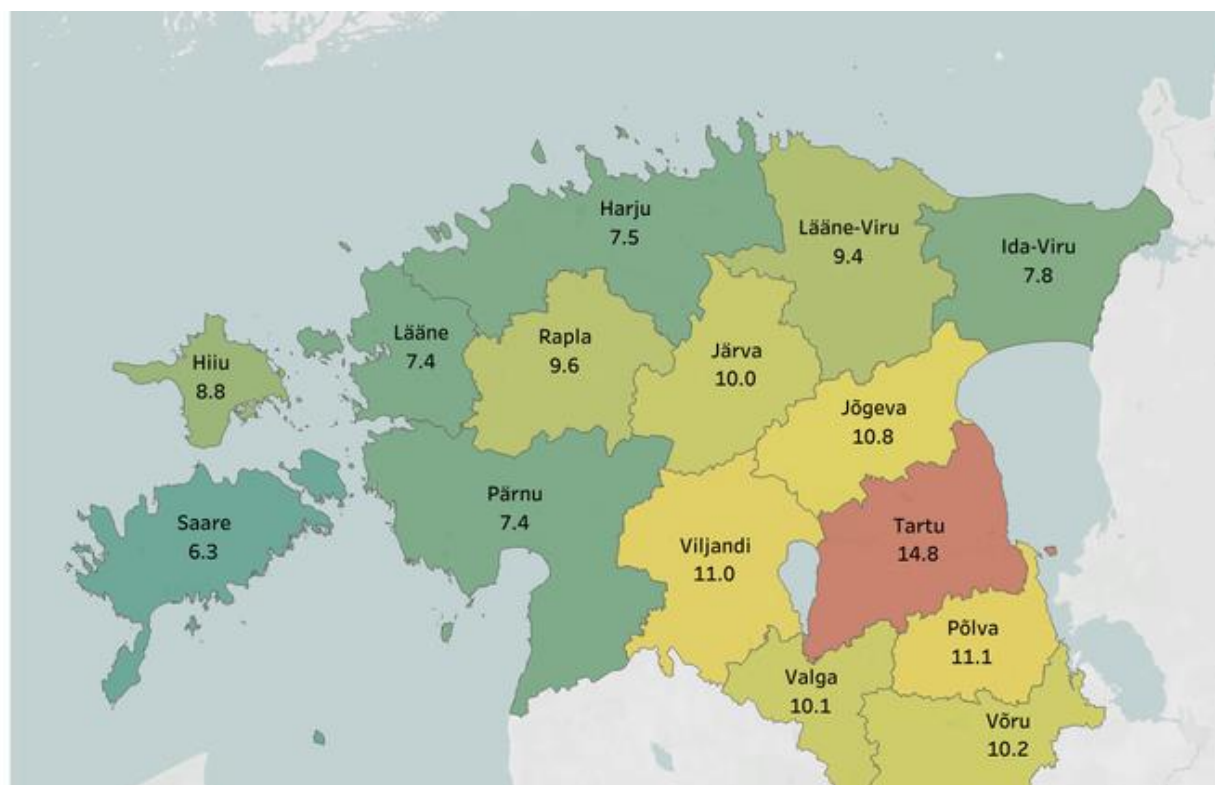 Harju
7.5
Lääne-Viru
9.4
Ida-Viru
7.8
Lääne
7.4
Rapla
9.6
Järva
10.0
Hiiu
8.8
Jõgeva
10.8
Saare
6.3
Pärnu
7.4
Viljandi
11.0
Tartu
14.8
Põlva
11.1
Valga
10.1
Võru
10.2